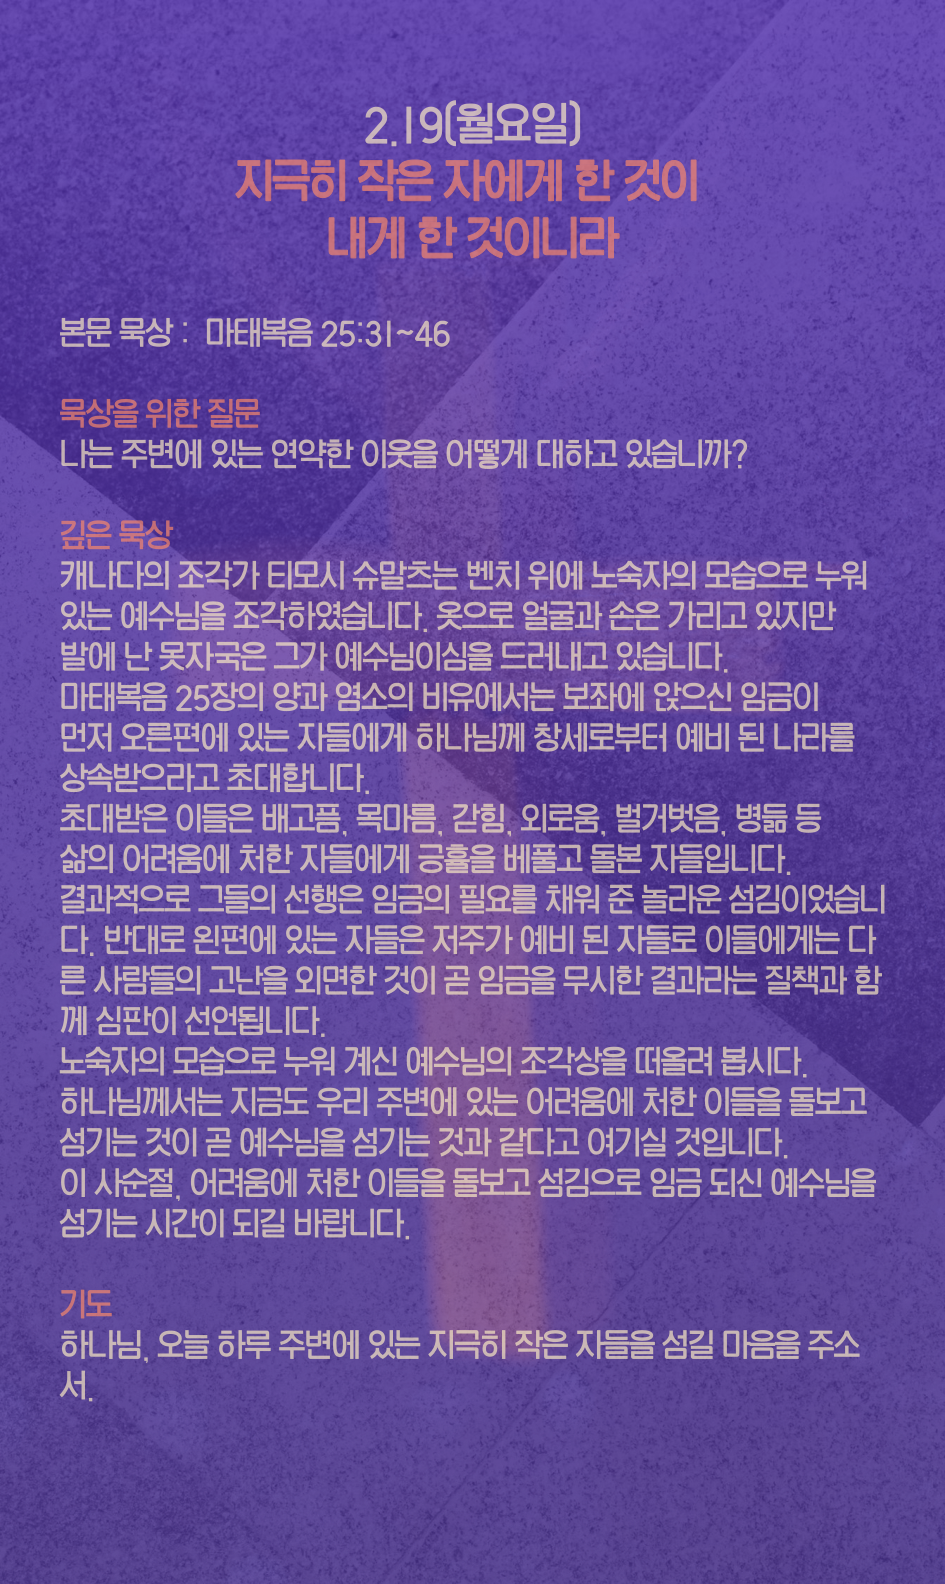 2.19(월요일)
지극히 작은 자에게 한 것이
내게 한 것이니라
본문 묵상 : 마태복음 25:31~46
묵상을 위한 질문
나는 주변에 있는 연약한 이웃을 어떻게 대하고 있습니까?
깊은 묵상
캐나다의 조각가 티모시 슈말츠는 벤치 위에 노숙자의 모습으로 누워
있는 예수님을 조각하였습니다. 옷으로 얼굴과 손은 가리고 있지만
발에 난 못자국은 그가 예수님이심을 드러내고 있습니다.
마태복음 25장의 양과 염소의 비유에서는 보좌에 앉으신 임금이
먼저 오른편에 있는 자들에게 하나님께 창세로부터 예비 된 나라를
상속받으라고 초대합니다.
초대받은 이들은 배고픔, 목마름, 갇힘, 외로움, 벌거벗음, 병듦 등
삶의 어려움에 처한 자들에게 긍휼을 베풀고 돌본 자들입니다.
결과적으로 그들의 선행은 임금의 필요를 채워 준 놀라운 섬김이었습니
다. 반대로 왼편에 있는 자들은 저주가 예비 된 자들로 이들에게는 다
른 사람들의 고난을 외면한 것이 곧 임금을 무시한 결과라는 질책과 함
께 심판이 선언됩니다.
노숙자의 모습으로 누워 계신 예수님의 조각상을 떠올려 봅시다.
하나님께서는 지금도 우리 주변에 있는 어려움에 처한 이들을 돌보고
섬기는 것이 곧 예수님을 섬기는 것과 같다고 여기실 것입니다.
이 사순절, 어려움에 처한 이들을 돌보고 섬김으로 임금 되신 예수님을
섬기는 시간이 되길 바랍니다.
기도
하나님, 오늘 하루 주변에 있는 지극히 작은 자들을 섬길 마음을 주소
서.